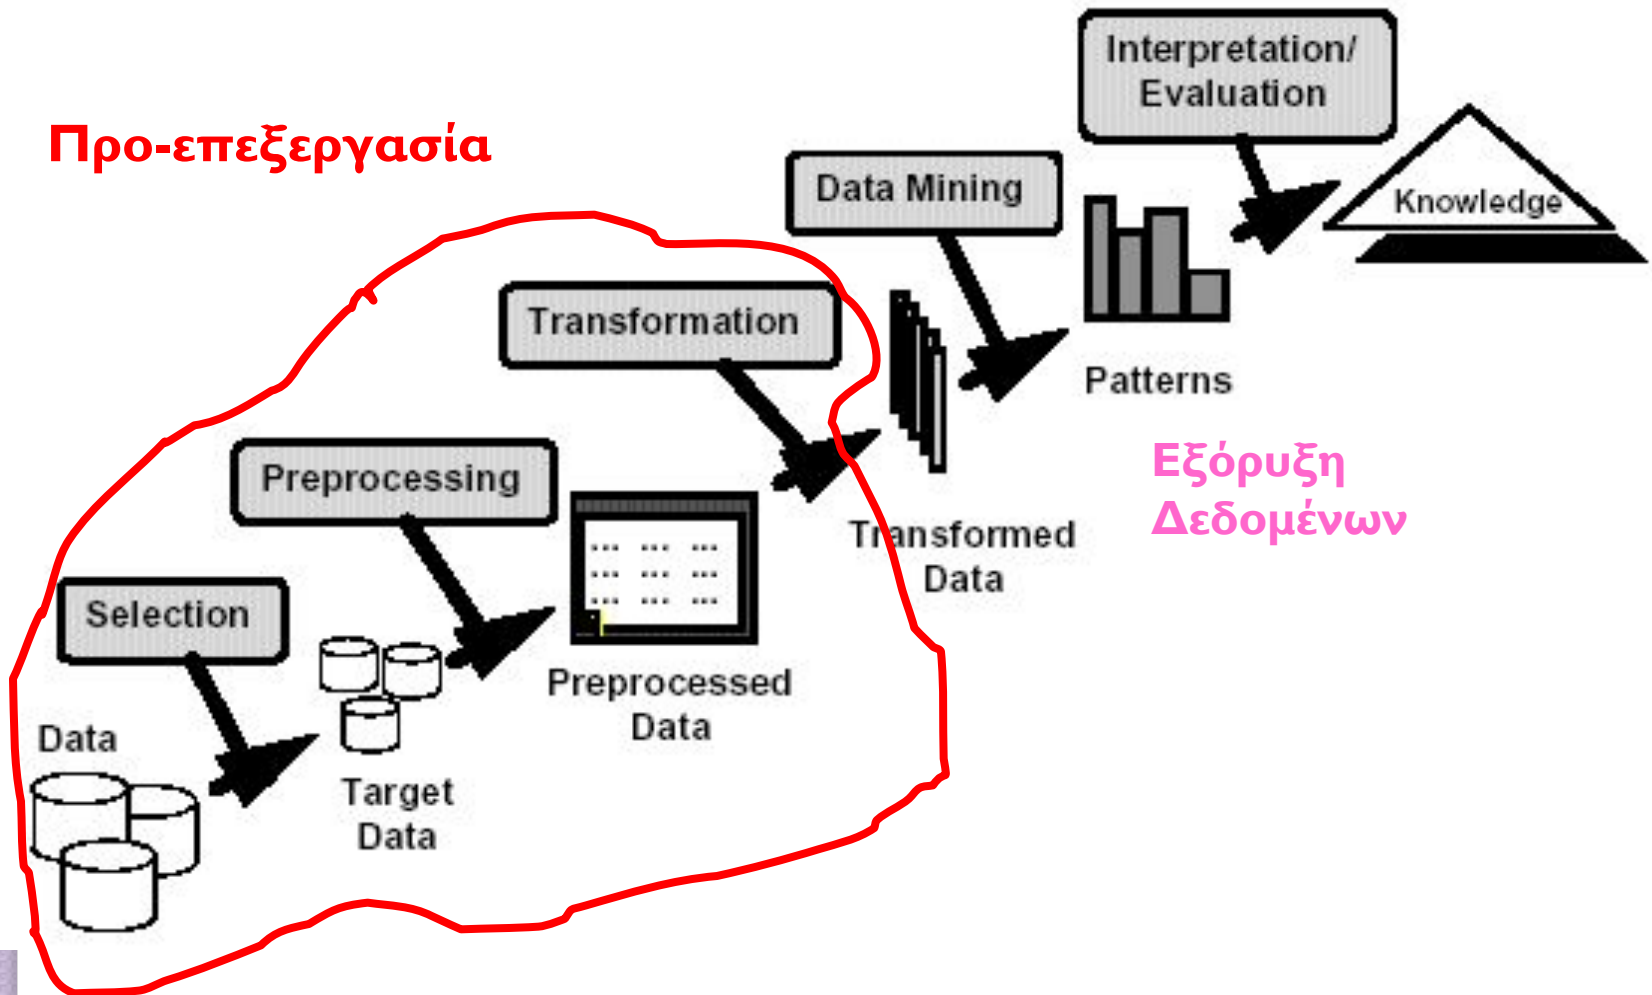 Interpretation/
Evaluation
Προ-επεξεργασία
Data Mining
Knowledge
Transformation
Patterns
Εξόρυξη
Δεδομένων
Preprocessing
... ... ...
... ... ...
... ... ...
Transformed
Data
Selection
Preprocessed
Data
Data
Target
Data